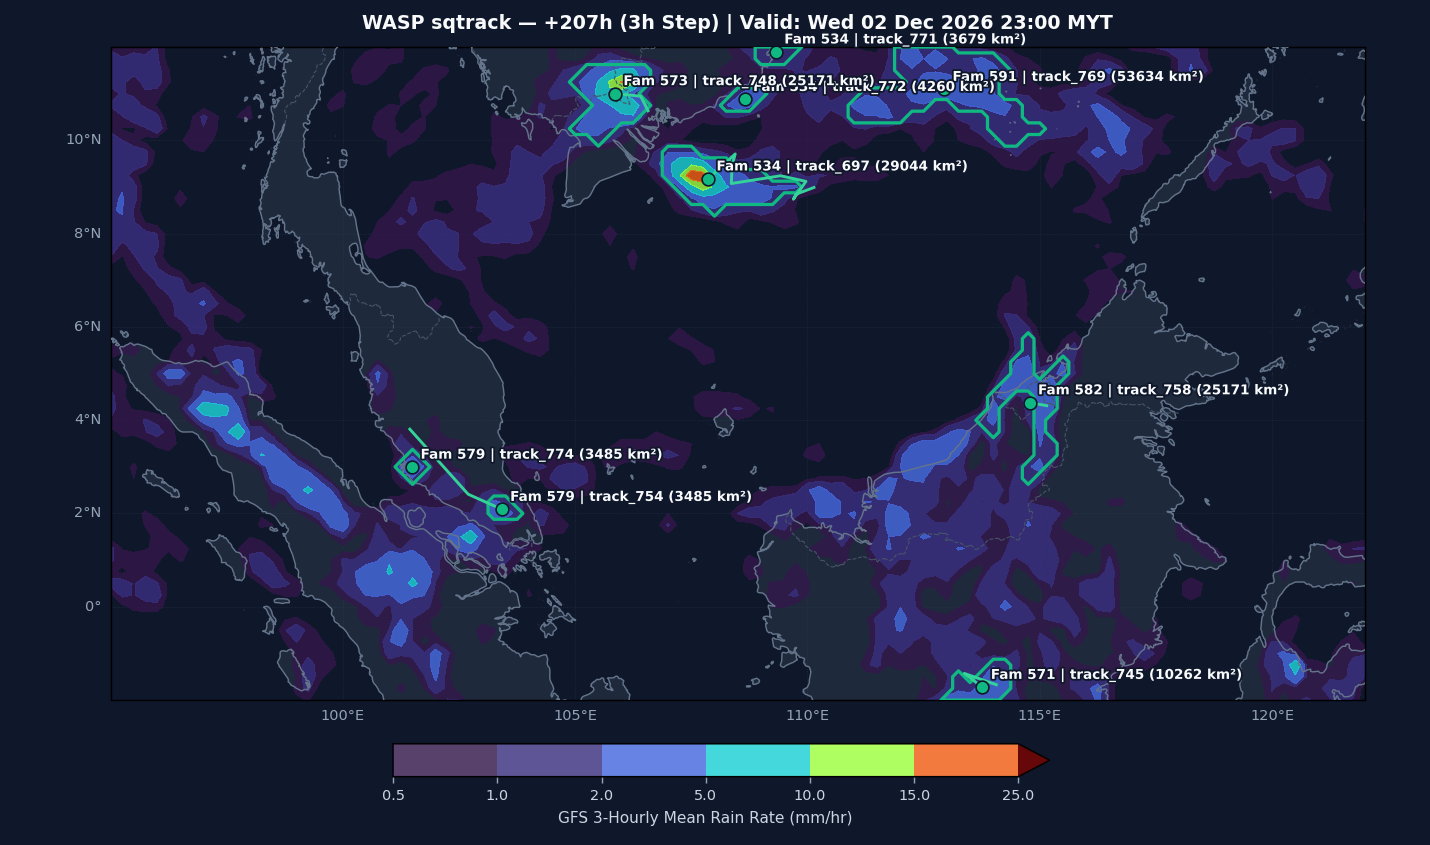 WASP sqtrack — +207h (3h Step) | Valid: Wed 02 Dec 2026 23:00 MYT
Fam 534 | track_771 (3679 km²)
Fam 591 | track_769 (53634 km²)
Fam 573 | track_748 (25171 km²)
Fam 534 | track_772 (4260 km²)
Fam 534 | track_697 (29044 km²)
Fam 582 | track_758 (25171 km²)
Fam 579 | track_774 (3485 km²)
Fam 579 | track_754 (3485 km²)
Fam 571 | track_745 (10262 km²)
10°N
8°N
6°N
4°N
2°N
0°
100°E 105°E 110°E 115°E 120°E
0.5 1.0 2.0 5.0 10.0 15.0 25.0
GFS 3-Hourly Mean Rain Rate (mm/hr)